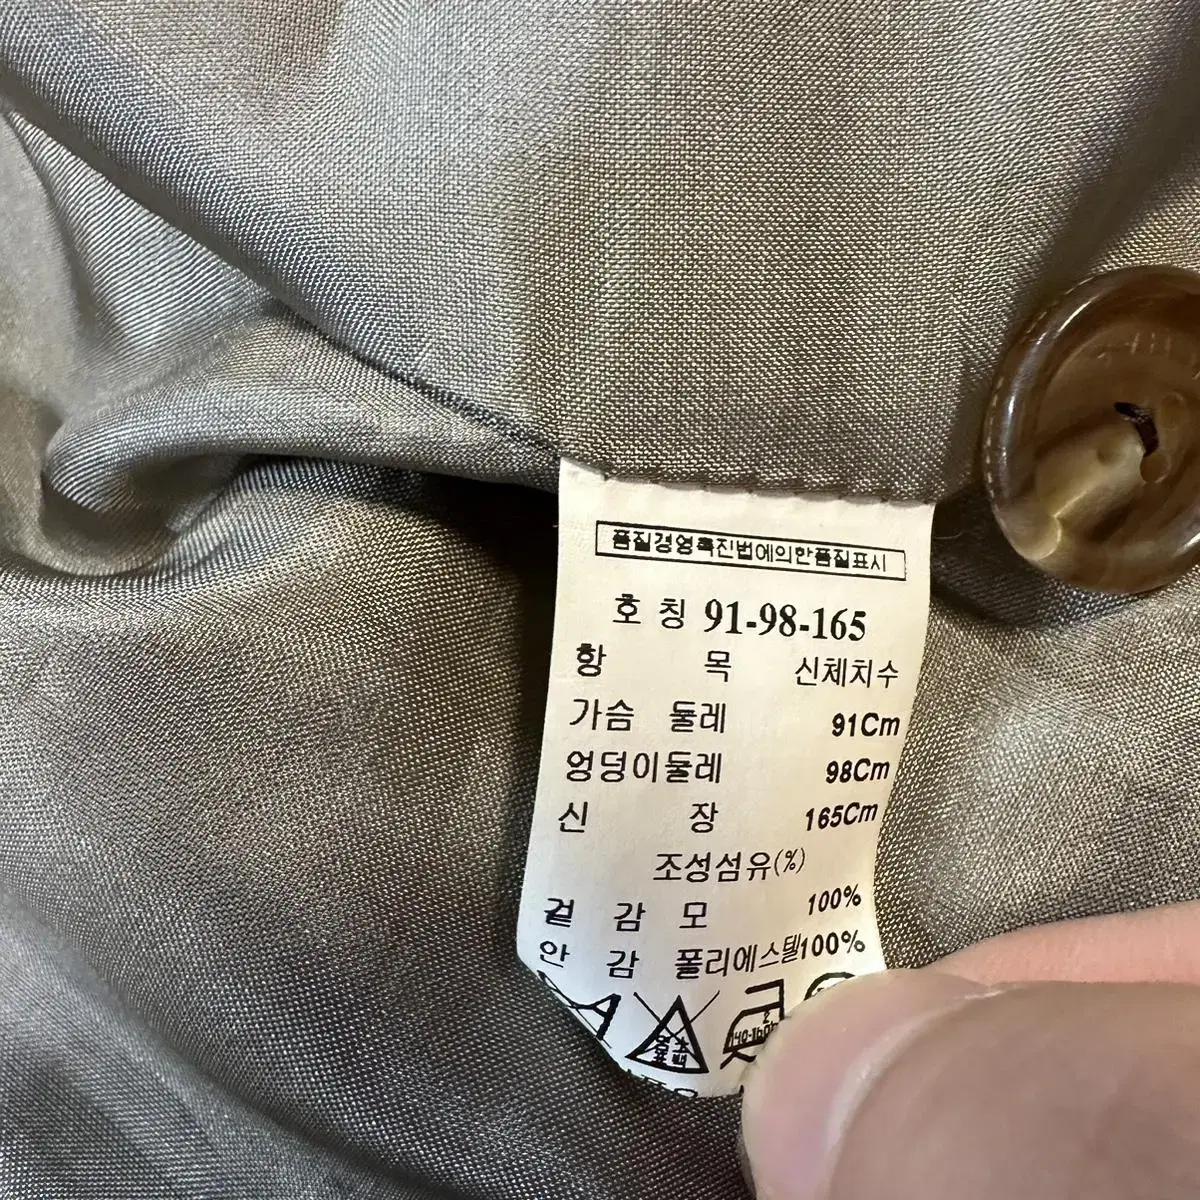 품질경영촉진법에의한품질표시
호 칭 91-98-165
항 목 신체치수
가슴 둘레 91Cm
엉덩이둘레 98Cm
신 장 165Cm
조성섬유(%)
겉 감 모 100%
안 감 폴리에스텔100%